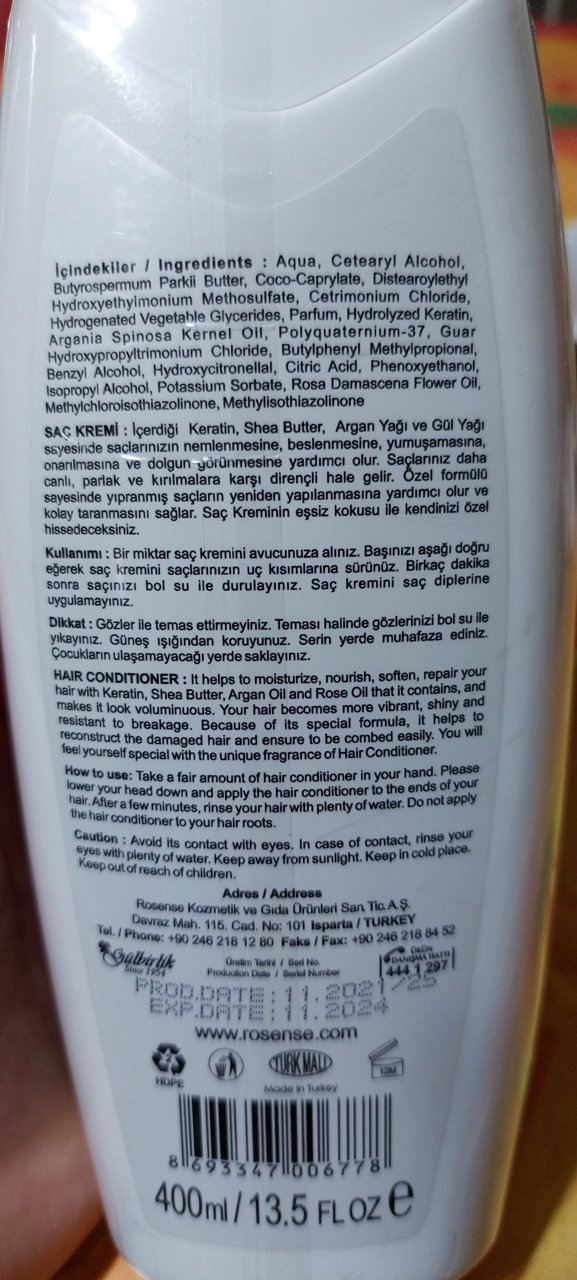 İçindekiler / Ingredients : Aqua, Cetearyl Alcohol,
Butyrospermum Parkii Butter, Coco-Caprylate, Distearoylethyl
Hydroxyethylmonium Methosulfate, Cetrimonium Chloride,
Hydrogenated Vegetable Glycerides, Parfum, Hydrolyzed Keratin,
Argania Spinosa Kernel Oil, Polyquaternium-37, Guar
Hydroxypropyltrimonium Chloride, Butylphenyl Methylpropional,
Benzyl Alcohol, Hydroxycitronellal, Citric Acid, Phenoxyethanol,
Isopropyl Alcohol, Potassium Sorbate, Rosa Damascena Flower Oil,
Methylchloroisothiazolinone, Methylisothiazolinone
SAÇ KREMİ : İçerdiği Keratin, Shea Butter, Argan Yağı ve Gül Yağı
sayesinde saçlarınızın nemlenmesine, beslenmesine, yumuşamasına,
onarılmasına ve dolgun görünmesine yardımcı olur. Saçlarınız daha
canlı, parlak ve kırılmalara karşı dirençli hale gelir. Özel formülü
sayesinde yıpranmış saçların yeniden yapılanmasına yardımcı olur ve
kolay taranmasını sağlar. Saç Kreminin eşsiz kokusu ile kendinizi özel
hissedeceksiniz.
Kullanımı : Bir miktar saç kremini avucunuza alınız. Başınızı aşağı doğru
eğerek saç kremini saçlarınızın uç kısımlarına sürünüz. Birkaç dakika
sonra saçınızı bol su ile durulayınız. Saç kremini saç diplerine
uygulamayınız.
Dikkat : Gözler ile temas ettirmeyiniz. Teması halinde gözlerinizi bol su ile
yıkayınız. Güneş ışığından koruyunuz. Serin yerde muhafaza ediniz.
Çocukların ulaşamayacağı yerde saklayınız.
HAIR CONDITIONER : It helps to moisturize, nourish, soften, repair your
hair with Keratin, Shea Butter, Argan Oil and Rose Oil that it contains, and
makes it look voluminous. Your hair becomes more vibrant, shiny and
resistant to breakage. Because of its special formula, it helps to
reconstruct the damaged hair and ensure to be combed easily. You will
feel yourself special with the unique fragrance of Hair Conditioner.
How to use: Take a fair amount of hair conditioner in your hand. Please
lower your head down and apply the hair conditioner to the ends of your
hair. After a few minutes, rinse your hair with plenty of water. Do not apply
the hair conditioner to your hair roots.
Caution : Avoid its contact with eyes. In case of contact, rinse your
eyes with plenty of water. Keep away from sunlight. Keep in cold place.
Keep out of reach of children.
Adres / Address
Rosense Kozmetik ve Gıda Ürünleri San. Tic. A.Ş.
Davraz Mah. 115. Cad. No: 101 Isparta / TURKEY
Tel. / Phone: +90 246 218 12 80 Faks / Fax: +90 246 218 84 52
Gülbirlik
Since 1954
Üretim Tarihi / Seri No.
Production Date / Serial Number
ÜRÜN
DANIŞMA HATTI
444 1 297
PROD.DATE:11.2021/25
EXP.DATE:11.2024
www.rosense.com
2
HDPE
TÜRK MALI
Made in Turkey
12M
8 693347 006778
400ml / 13.5 FL OZ e